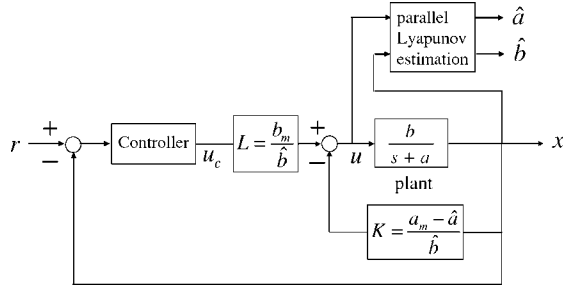 parallel
Lyapunov
estimation
â
b̂
r
+
−
Controller
u_c
L = b_m / b̂
+
−
u
b / (s + a)
plant
x
K = (a_m − â) / b̂